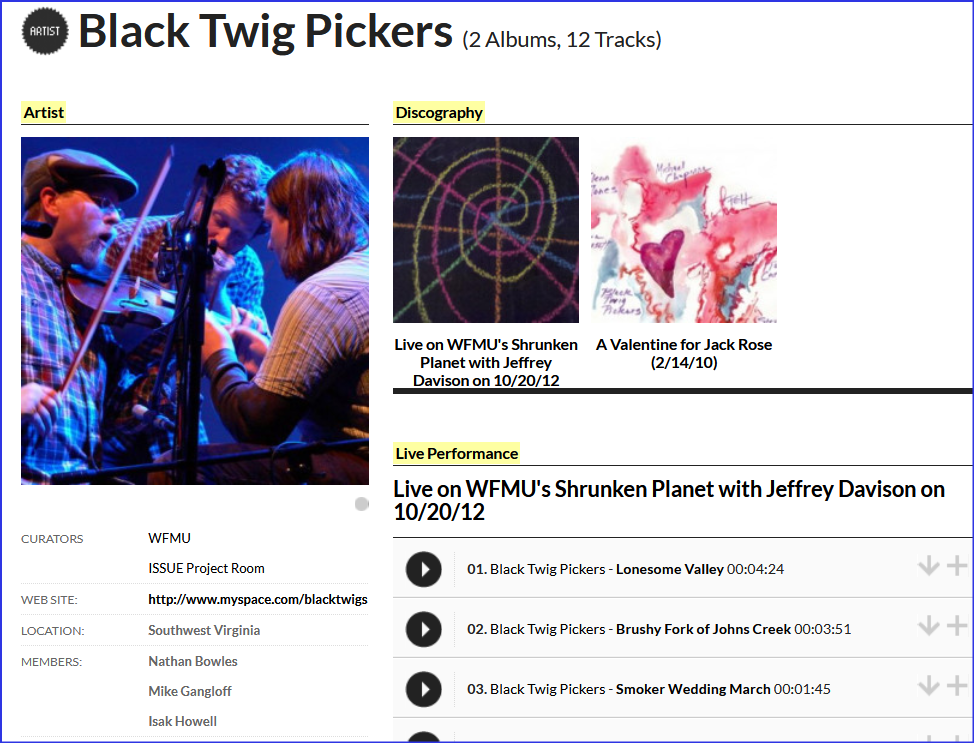 ARTIST
Black Twig Pickers (2 Albums, 12 Tracks)
Artist
Discography
Michael
Black
Twig
Pickers
Live on WFMU's Shrunken
Planet with Jeffrey
Davison on 10/20/12
A Valentine for Jack Rose
(2/14/10)
CURATORS WFMU
ISSUE Project Room
WEB SITE: http://www.myspace.com/blacktwigs
LOCATION: Southwest Virginia
MEMBERS: Nathan Bowles
Mike Gangloff
Isak Howell
Live Performance
Live on WFMU's Shrunken Planet with Jeffrey Davison on
10/20/12
01. Black Twig Pickers - Lonesome Valley 00:04:24
02. Black Twig Pickers - Brushy Fork of Johns Creek 00:03:51
03. Black Twig Pickers - Smoker Wedding March 00:01:45